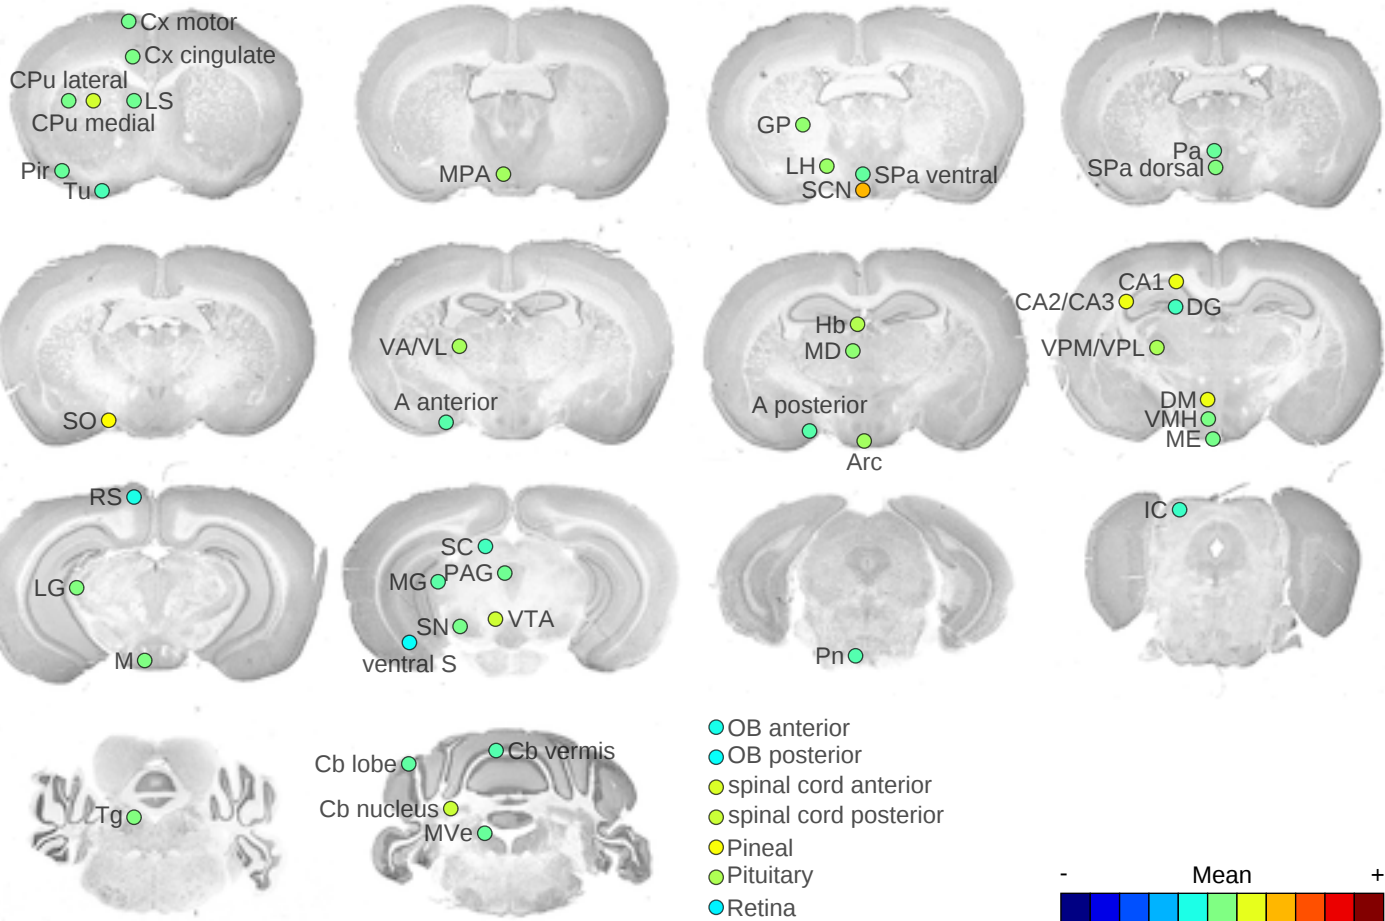 Cx motor
Cx cingulate
CPu lateral
LS
CPu medial
Pir
Tu
MPA
GP
LH
SPa ventral
SCN
Pa
SPa dorsal
SO
VA/VL
A anterior
Hb
MD
A posterior
Arc
CA1
CA2/CA3
DG
VPM/VPL
DM
VMH
ME
RS
LG
M
SC
MG
PAG
SN
VTA
ventral S
Pn
IC
Tg
Cb lobe
Cb vermis
Cb nucleus
MVe
OB anterior
OB posterior
spinal cord anterior
spinal cord posterior
Pineal
Pituitary
Retina
- Mean +